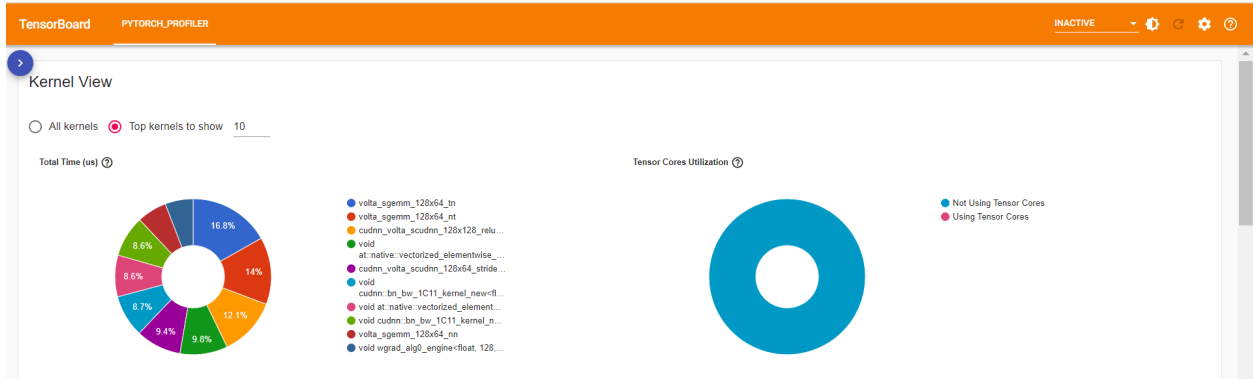 TensorBoard PYTORCH_PROFILER INACTIVE
Kernel View
All kernels Top kernels to show 10
Total Time (us)
16.8%
14%
12.1%
9.8%
9.4%
8.7%
8.6%
8.6%
volta_sgemm_128x64_tn
volta_sgemm_128x64_nt
cudnn_volta_scudnn_128x128_relu...
void
at::native::vectorized_elementwise_...
cudnn_volta_scudnn_128x64_stride...
void
cudnn::bn_bw_1C11_kernel_new<fl...
void at::native::vectorized_element...
void cudnn::bn_bw_1C11_kernel_n...
volta_sgemm_128x64_nn
void wgrad_alg0_engine<float, 128,...
Tensor Cores Utilization
Not Using Tensor Cores
Using Tensor Cores